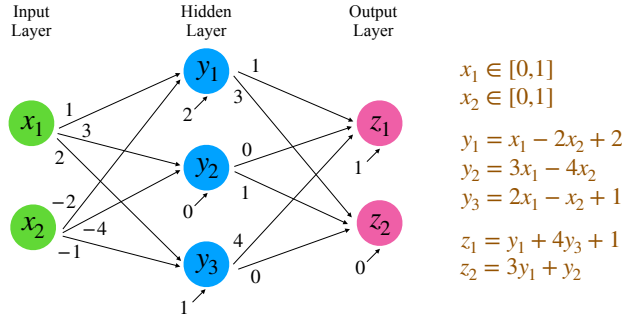 Input
Layer
Hidden
Layer
Output
Layer
x₁
x₂
y₁
y₂
y₃
z₁
z₂
1
3
2
−2
−4
−1
2
0
1
1
3
0
1
4
0
1
0
x₁ ∈ [0,1]
x₂ ∈ [0,1]
y₁ = x₁ − 2x₂ + 2
y₂ = 3x₁ − 4x₂
y₃ = 2x₁ − x₂ + 1
z₁ = y₁ + 4y₃ + 1
z₂ = 3y₁ + y₂